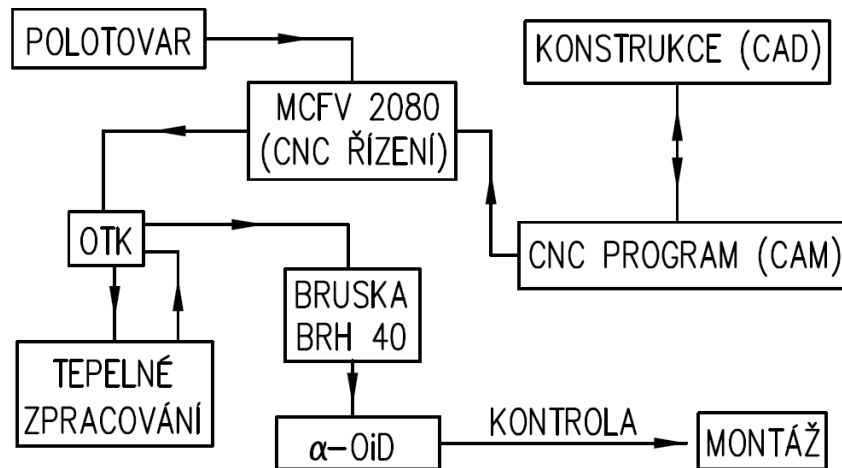 POLOTOVAR
KONSTRUKCE (CAD)
MCFV 2080
(CNC ŘÍZENÍ)
OTK
CNC PROGRAM (CAM)
BRUSKA
BRH 40
TEPELNÉ
ZPRACOVÁNÍ
α-OiD
KONTROLA
MONTÁŽ